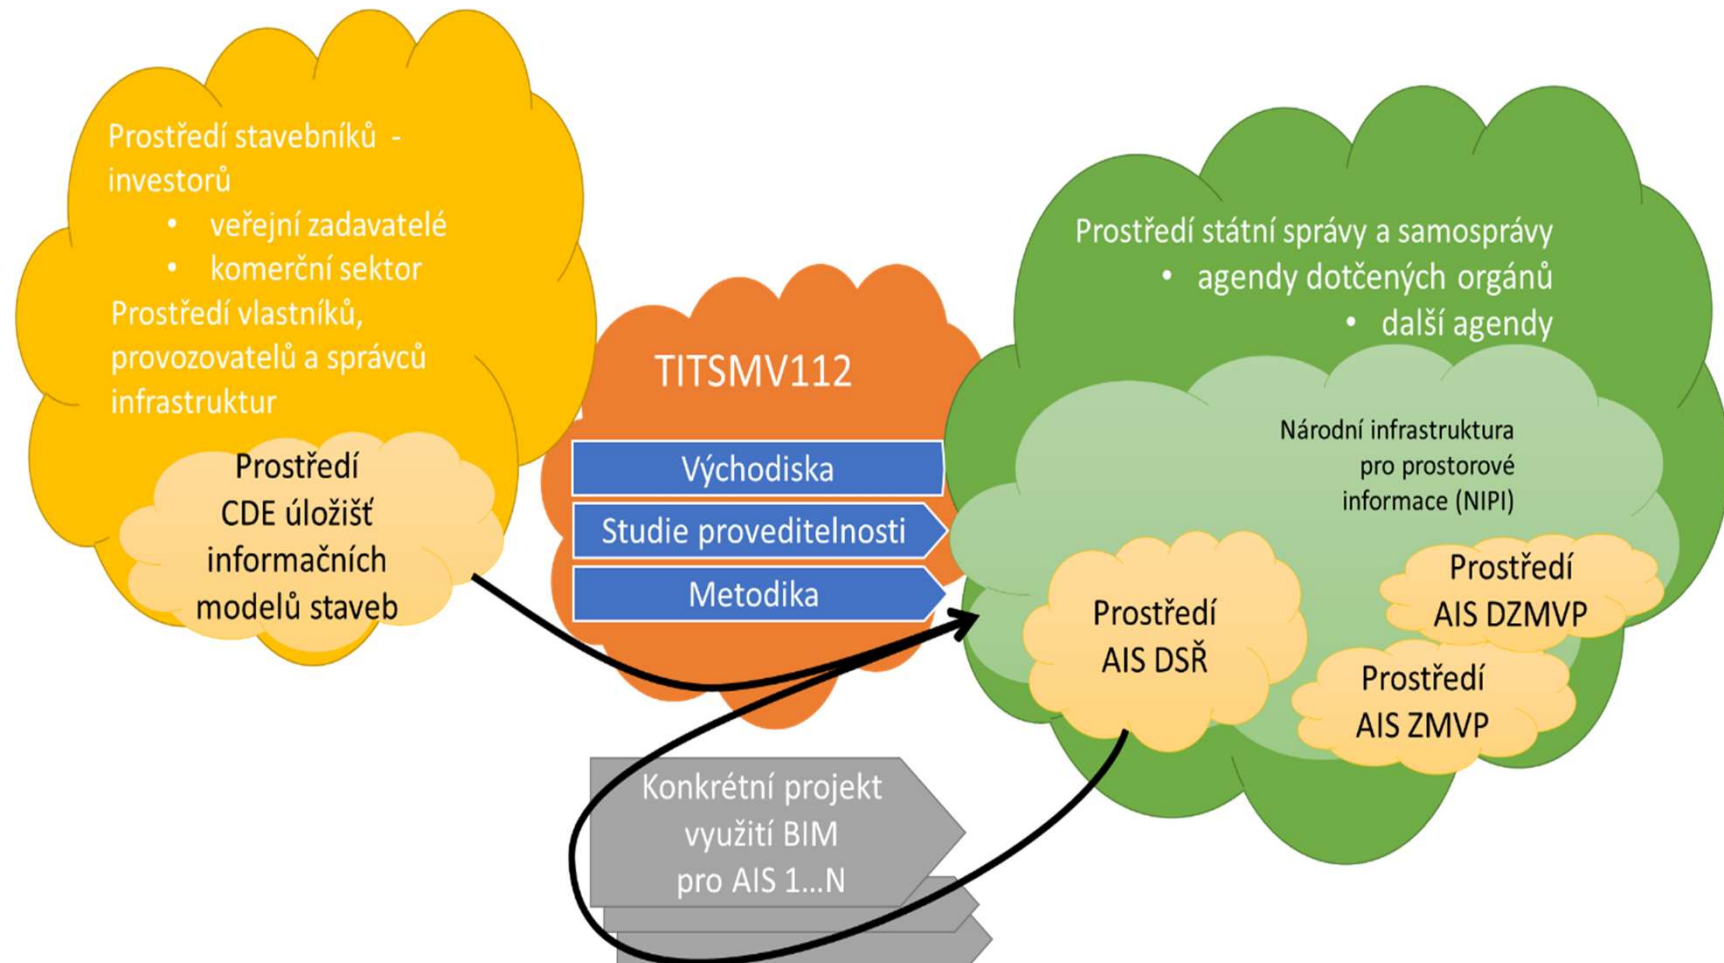 Prostředí stavebníků -
investorů
• veřejní zadavatelé
• komerční sektor
Prostředí vlastníků,
provozovatelů a správců
infrastruktur
Prostředí
CDE úložišť
informačních
modelů staveb
TITSMV112
Východiska
Studie proveditelnosti
Metodika
Konkrétní projekt
využití BIM
pro AIS 1...N
Prostředí státní správy a samosprávy
• agendy dotčených orgánů
• další agendy
Národní infrastruktura
pro prostorové
informace (NIPI)
Prostředí
AIS DSŘ
Prostředí
AIS DZMVP
Prostředí
AIS ZMVP